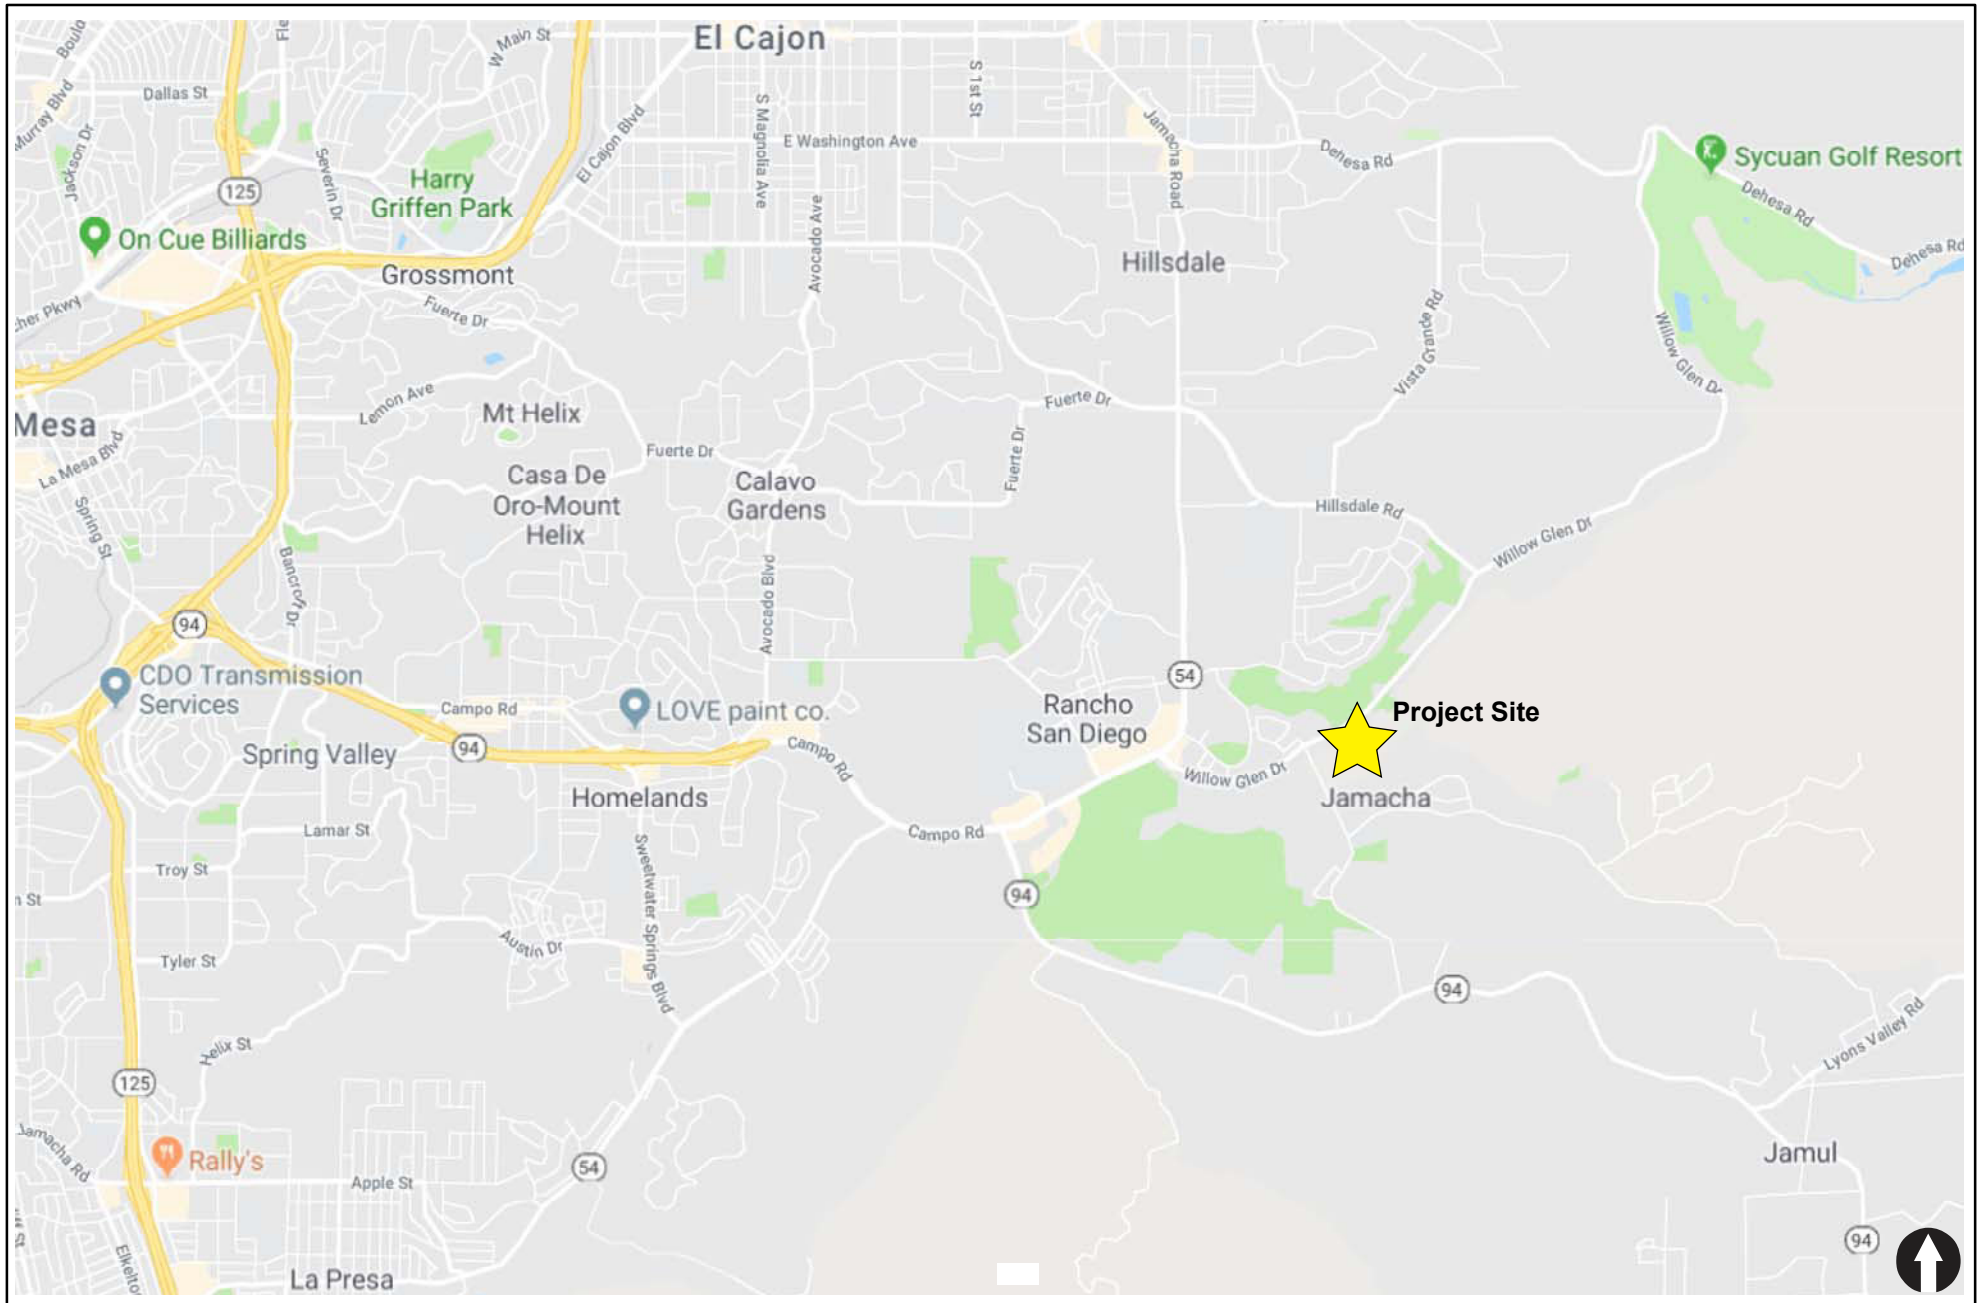 El Cajon
W Main St
Dallas St
Murray Blvd
Jackson Dr
Severin Dr
125
Harry
Griffen Park
El Cajon Blvd
S Magnolia Ave
E Washington Ave
S 1st St
Jamacha Road
Dehesa Rd
Sycuan Golf Resort
Dehesa Rd
Dehesa Rd
On Cue Billiards
Grossmont
Avocado Ave
Hillsdale
cher Pkwy
Fuerte Dr
Vista Grande Rd
Willow Glen Dr
Lemon Ave
Mt Helix
Fuerte Dr
Mesa
La Mesa Blvd
Fuerte Dr
Fuerte Dr
Casa De
Oro-Mount
Helix
Calavo
Gardens
Spring St
Hillsdale Rd
Willow Glen Dr
Bancroft Dr
Avocado Blvd
94
CDO Transmission
Services
54
Campo Rd
LOVE paint co.
Rancho
San Diego
Project Site
Spring Valley
94
Campo Rd
Willow Glen Dr
Homelands
Jamacha
Lamar St
Campo Rd
Troy St
Sweetwater Springs Blvd
94
n St
Austin Dr
Tyler St
94
Helix St
Lyons Valley Rd
125
Jamacha Rd
Rally's
Apple St
54
Jamul
94
La Presa